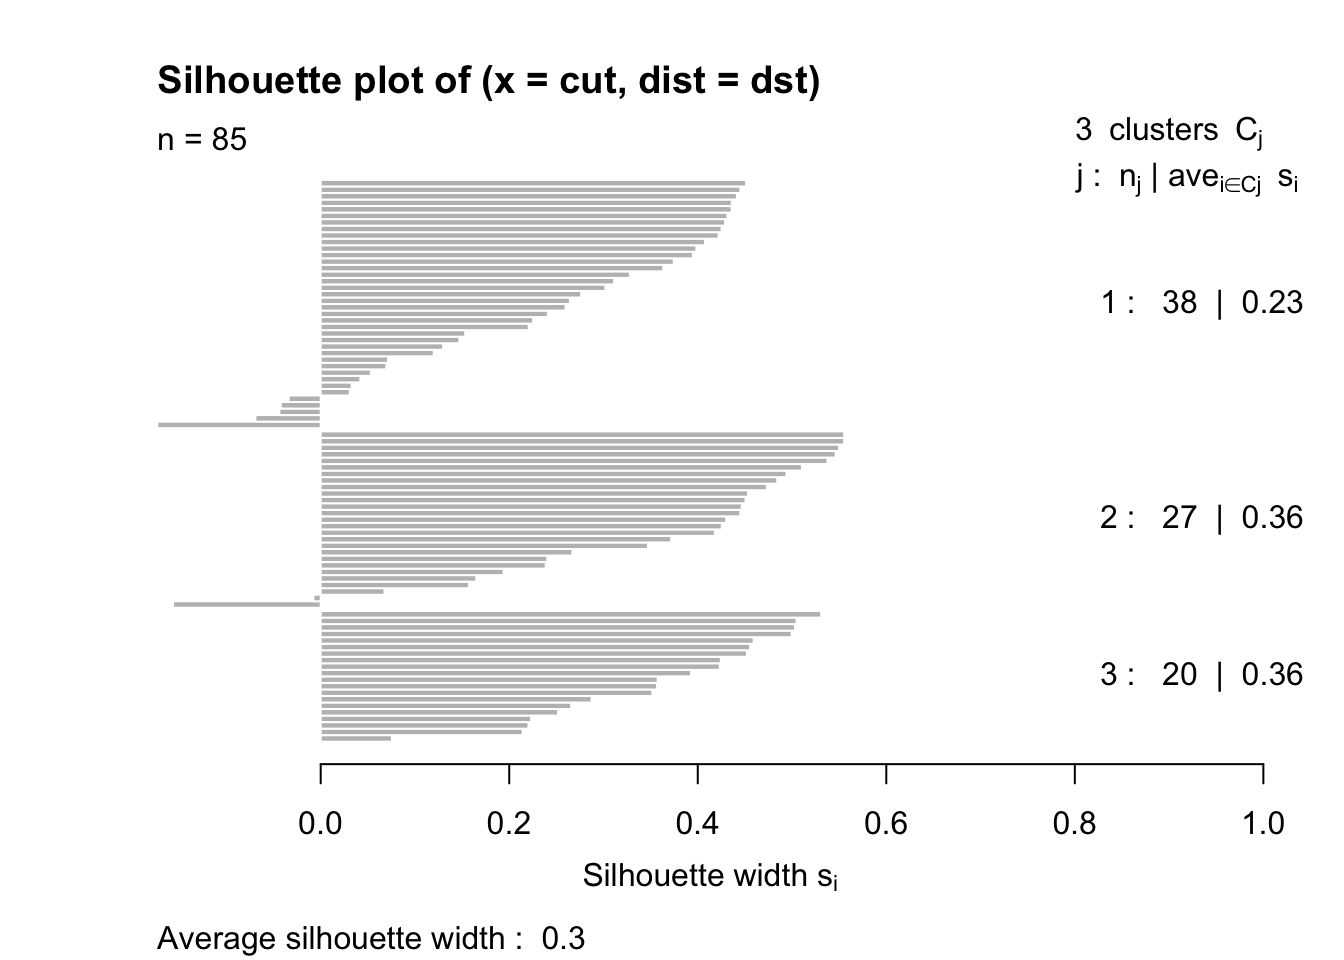 Silhouette plot of (x = cut, dist = dst)
n = 85
3 clusters Cj
j : nj | avei∈Cj si
1 : 38 | 0.23
2 : 27 | 0.36
3 : 20 | 0.36
0.0 0.2 0.4 0.6 0.8 1.0
Silhouette width si
Average silhouette width : 0.3